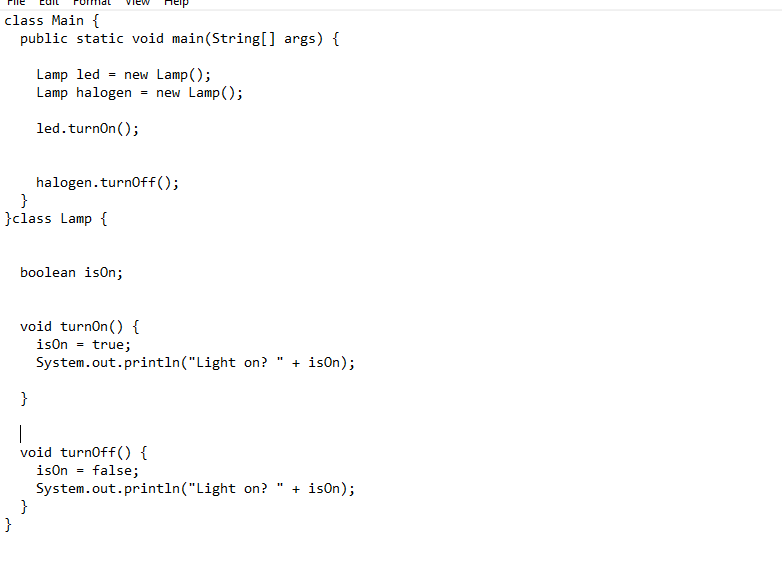 File Edit Format View Help
class Main {
  public static void main(String[] args) {
    Lamp led = new Lamp();
    Lamp halogen = new Lamp();
    led.turnOn();
    halogen.turnOff();
  }
}class Lamp {
  boolean isOn;
  void turnOn() {
    isOn = true;
    System.out.println("Light on? " + isOn);
  }
  void turnOff() {
    isOn = false;
    System.out.println("Light on? " + isOn);
  }
}